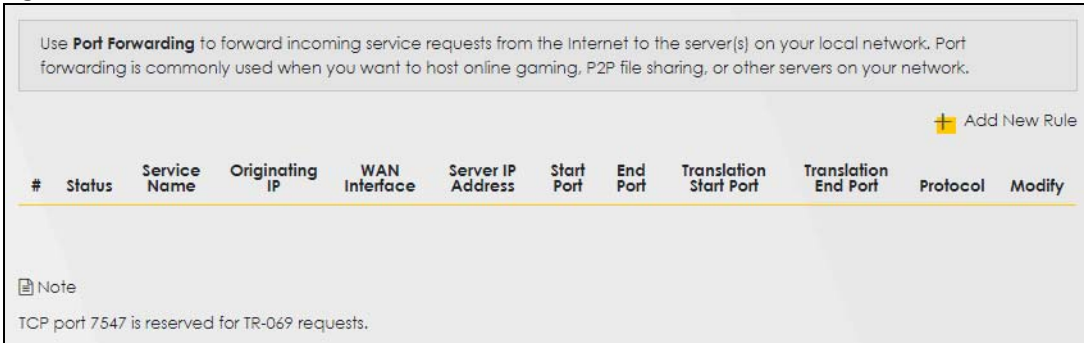 Use Port Forwarding to forward incoming service requests from the Internet to the server(s) on your local network. Port
forwarding is commonly used when you want to host online gaming, P2P file sharing, or other servers on your network.
Add New Rule
# Status Service Name Originating IP WAN Interface Server IP Address Start Port End Port Translation Start Port Translation End Port Protocol Modify
Note
TCP port 7547 is reserved for TR-069 requests.